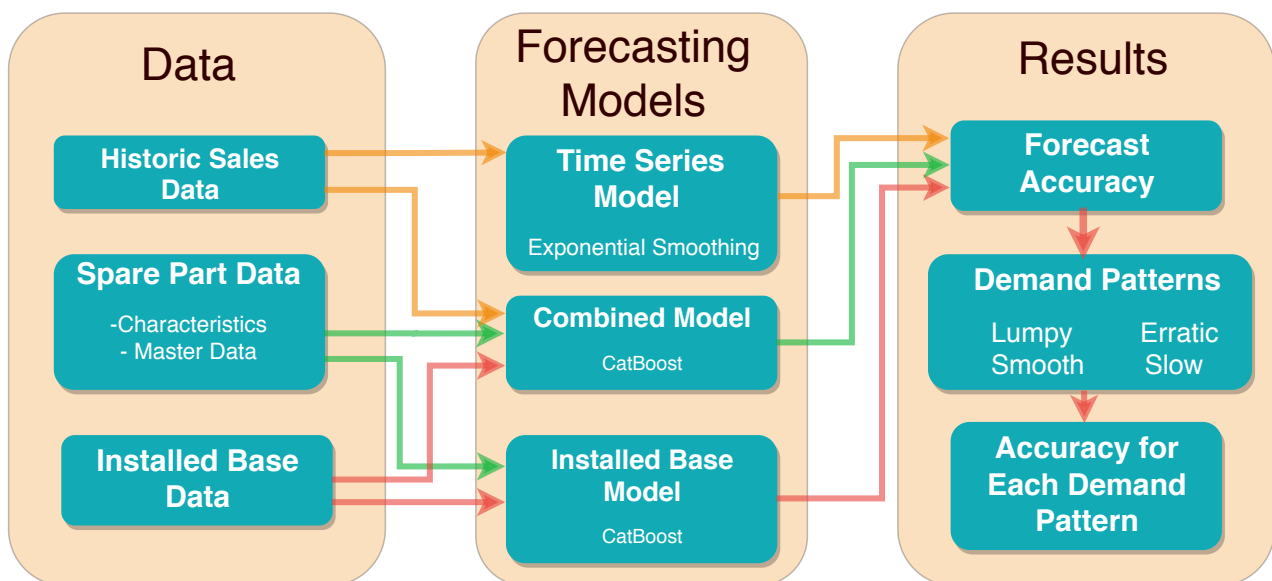 Data
Historic Sales
Data
Spare Part Data
-Characteristics
- Master Data
Installed Base
Data
Forecasting
Models
Time Series
Model
Exponential Smoothing
Combined Model
CatBoost
Installed Base
Model
CatBoost
Results
Forecast
Accuracy
Demand Patterns
Lumpy Erratic
Smooth Slow
Accuracy for
Each Demand
Pattern